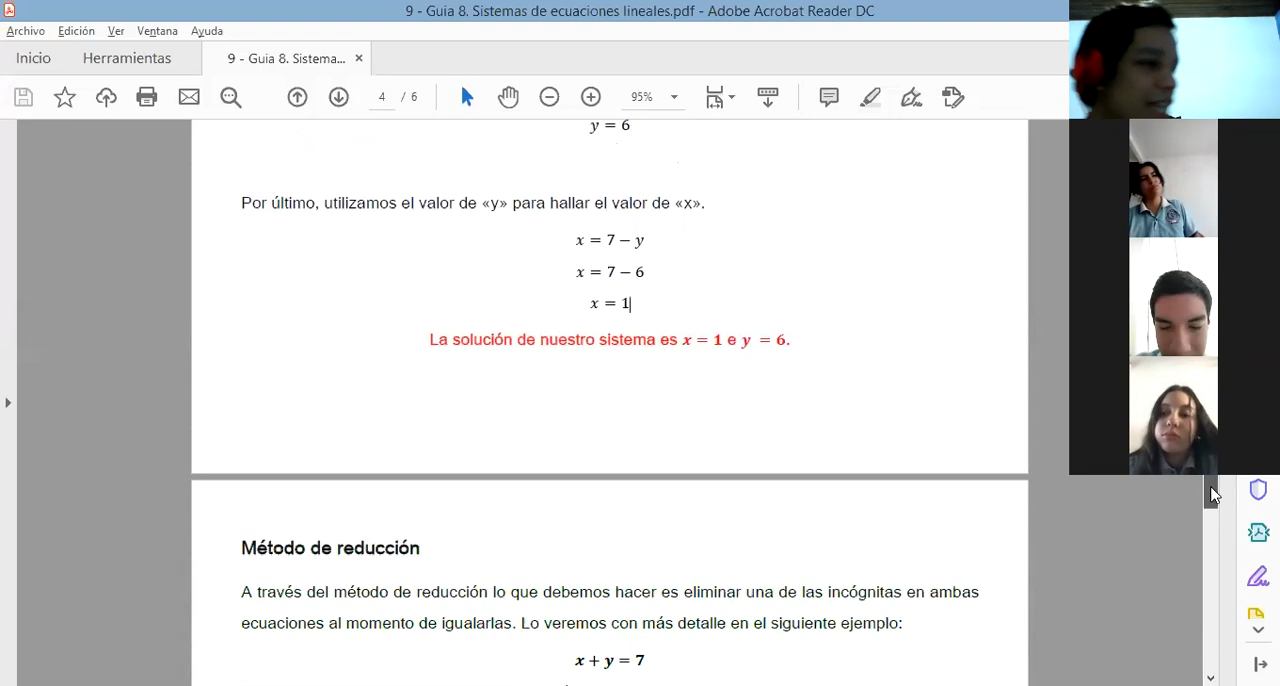 9 - Guia 8. Sistemas de ecuaciones lineales.pdf - Adobe Acrobat Reader DC
Archivo Edición Ver Ventana Ayuda
Inicio Herramientas 9 - Guia 8. Sistema... ×
4 / 6 95%
y = 6
Por último, utilizamos el valor de «y» para hallar el valor de «x».
x = 7 − y
x = 7 − 6
x = 1
La solución de nuestro sistema es x = 1 e y = 6.
Método de reducción
A través del método de reducción lo que debemos hacer es eliminar una de las incógnitas en ambas
ecuaciones al momento de igualarlas. Lo veremos con más detalle en el siguiente ejemplo:
x + y = 7